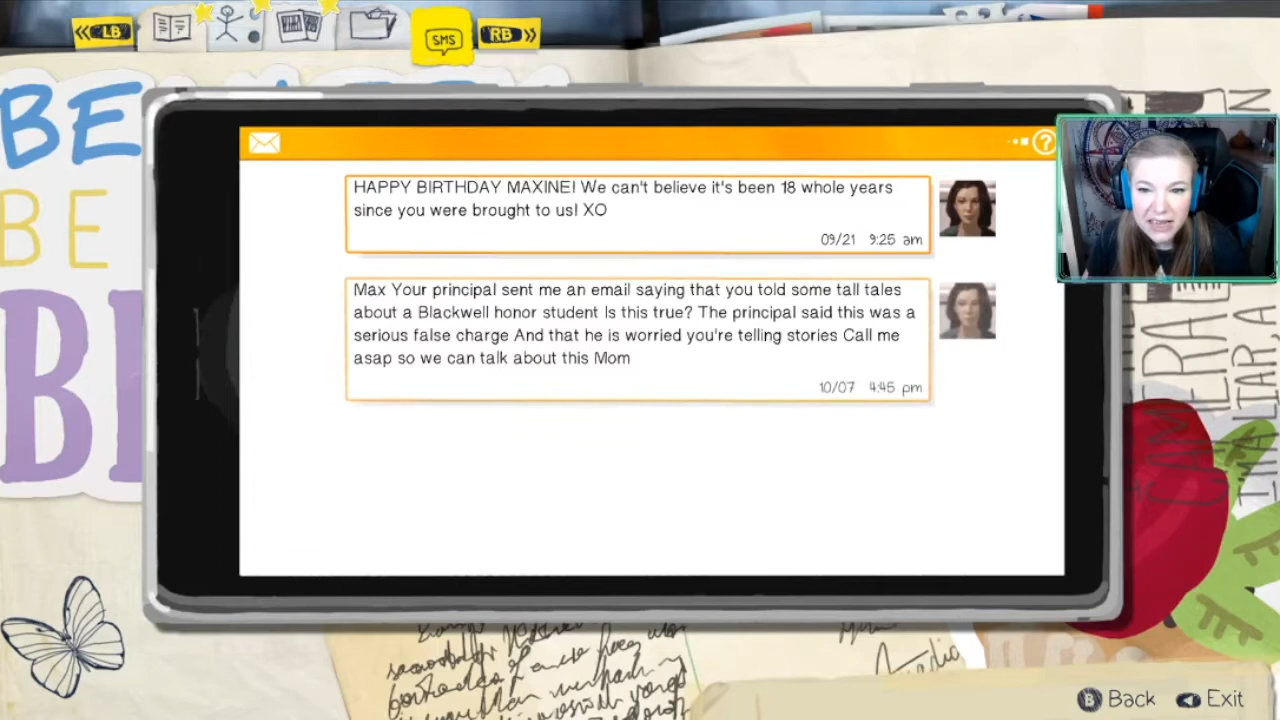 LB
SMS
RB
BE
BE
HAPPY BIRTHDAY MAXINE! We can't believe it's been 18 whole years
since you were brought to us! XO
09/21 9:25 am
Max Your principal sent me an email saying that you told some tall tales
about a Blackwell honor student Is this true? The principal said this was a
serious false charge And that he is worried you're telling stories Call me
asap so we can talk about this Mom
10/07 4:45 pm
B Back
Exit